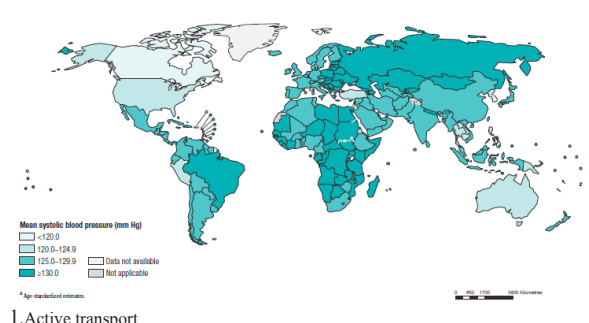 Mean systolic blood pressure (mm Hg)
<120.0
120.0–124.9
125.0–129.9 Data not available
≥130.0 Not applicable
ª Age-standardized estimates.
0 850 1700 3400 Kilometres
1.Active transport